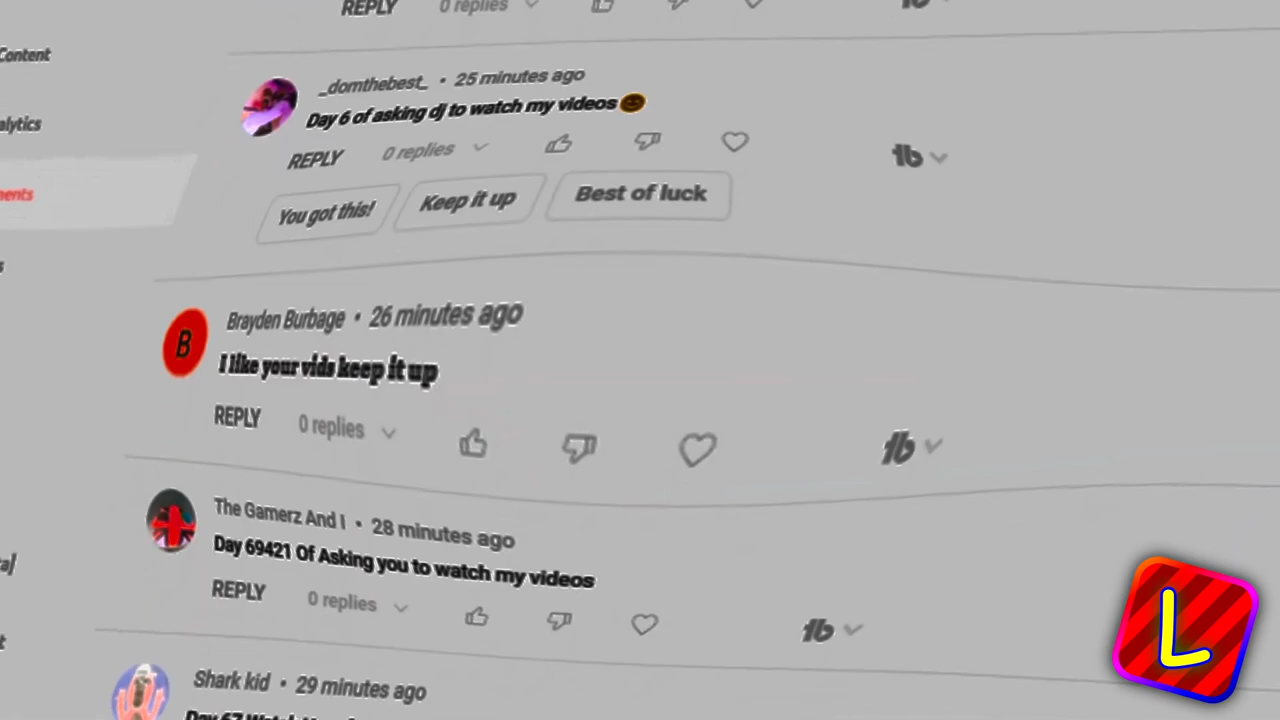 REPLY 0 replies
Content
_domthebest_ • 25 minutes ago
Day 6 of asking dj to watch my videos
alytics
REPLY 0 replies
You got this! Keep it up Best of luck
ments
s
Brayden Burbage • 26 minutes ago
B
I like your vids keep it up
REPLY 0 replies
The Gamerz And I • 28 minutes ago
Day 69421 Of Asking you to watch my videos
REPLY 0 replies
L
Shark kid • 29 minutes ago